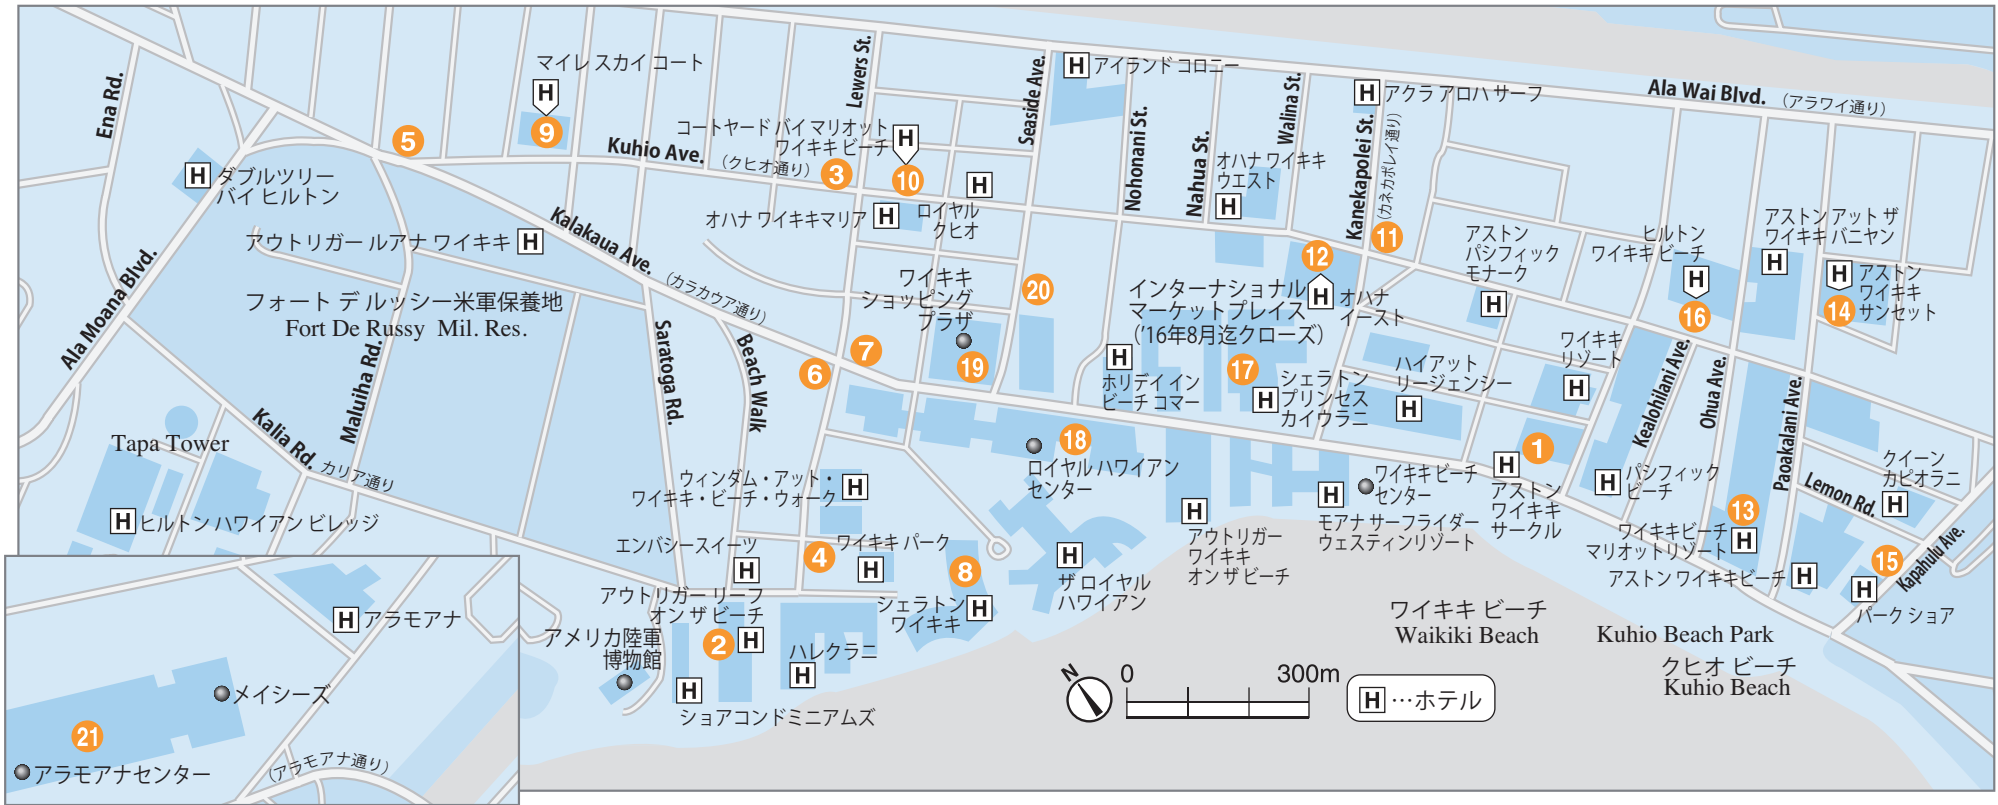 Ena Rd.
マイレ スカイ コート
H
9
5
Lewers St.
コートヤード バイ マリオット
ワイキキ ビーチ
H
10
Kuhio Ave.
(クヒオ通り)
3
Seaside Ave.
H アイランド コロニー
Nohonani St.
Nahua St.
Walina St.
H アクラ アロハ サーフ
Kanekapolei St.
(カネカポレイ通り)
Ala Wai Blvd. (アラワイ通り)
H ダブルツリー
バイ ヒルトン
オハナ ワイキキマリア H
H
ロイヤル
クヒオ
オハナ ワイキキ
ウエスト
H
11
12
H オハナ
イースト
アストン
パシフィック
モナーク
H
ヒルトン
ワイキキ ビーチ
H
16
アストン アット ザ
ワイキキ バニヤン
H
H アストン
ワイキキ
サンセット
14
アウトリガー ルアナ ワイキキ H
Kalakaua Ave.
(カラカウア通り)
Ala Moana Blvd.
フォート デ ルッシー米軍保養地
Fort De Russy Mil. Res.
Maluiha Rd.
Saratoga Rd.
Beach Walk
6
7
ワイキキ
ショッピング
プラザ
19
20
インターナショナル
マーケット プレイス
('16年8月迄クローズ)
17
H
ホリデイ イン
ビーチ コマー
H シェラトン
プリンセス
カイウラニ
ハイアット
リージェンシー
H
ワイキキ
リゾート
H
Kealohilani Ave.
Ohua Ave.
Paoakalani Ave.
Tapa Tower
Kalia Rd.
カリア通り
H ヒルトン ハワイアン ビレッジ
ウィンダム・アット・
ワイキキ・ビーチ・ウォーク
H
18
ロイヤル ハワイアン
センター
H
アウトリガー
ワイキキ
オン ザ ビーチ
ワイキキ ビーチ
センター
H
モアナ サーフライダー
ウェスティンリゾート
1
H
アストン
ワイキキ
サークル
H パシフィック
ビーチ
13
ワイキキビーチ
マリオットリゾート
H
アストン ワイキキビーチ H
クイーン
カピオラニ
H
Lemon Rd.
15
Kapahulu Ave.
H
パーク ショア
エンバシースイーツ
H
4
ワイキキ パーク
H
8
シェラトン
ワイキキ
H
H
ザ ロイヤル
ハワイアン
アウトリガー リーフ
オン ザ ビーチ
2
H
アメリカ陸軍
博物館
ハレクラニ
H
H
ショアコンドミニアムズ
ワイキキ ビーチ
Waikiki Beach
Kuhio Beach Park
クヒオ ビーチ
Kuhio Beach
N
0
300m
H…ホテル
H アラモアナ
メイシーズ
21
アラモアナセンター
(アラモアナ通り)